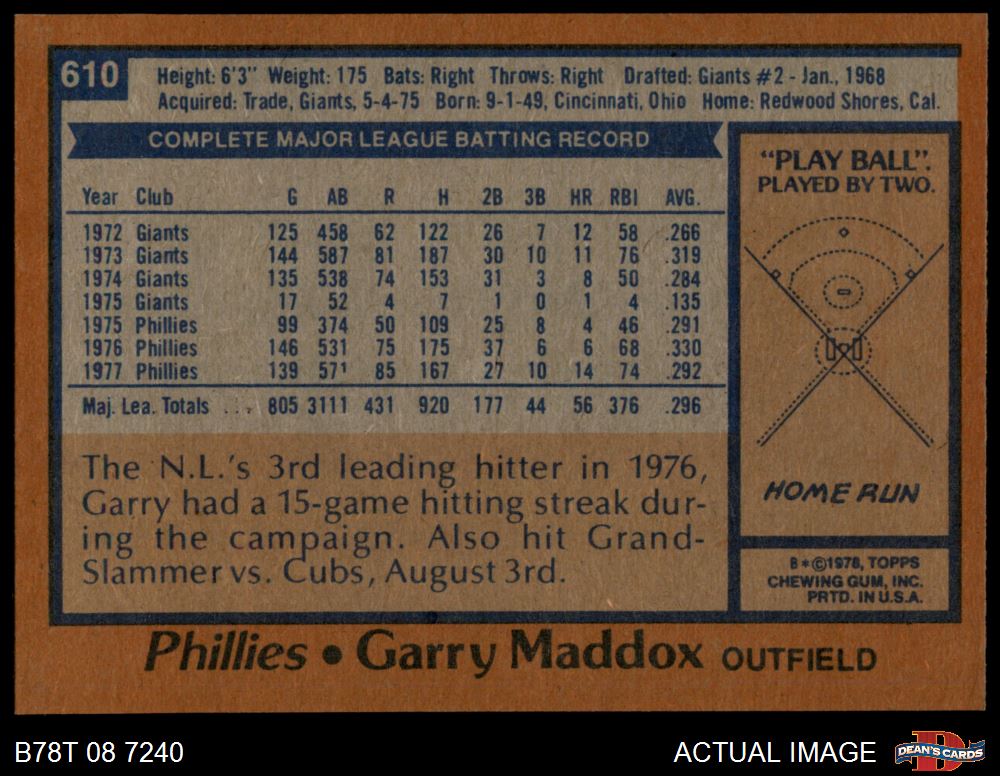 610
Height: 6'3" Weight: 175 Bats: Right Throws: Right Drafted: Giants #2 - Jan., 1968
Acquired: Trade, Giants, 5-4-75 Born: 9-1-49, Cincinnati, Ohio Home: Redwood Shores, Cal.
COMPLETE MAJOR LEAGUE BATTING RECORD
Year Club G AB R H 2B 3B HR RBI AVG.
1972 Giants 125 458 62 122 26 7 12 58 .266
1973 Giants 144 587 81 187 30 10 11 76 .319
1974 Giants 135 538 74 153 31 3 8 50 .284
1975 Giants 17 52 4 7 1 0 1 4 .135
1975 Phillies 99 374 50 109 25 8 4 46 .291
1976 Phillies 146 531 75 175 37 6 6 68 .330
1977 Phillies 139 571 85 167 27 10 14 74 .292
Maj. Lea. Totals ... 805 3111 431 920 177 44 56 376 .296
The N.L.'s 3rd leading hitter in 1976,
Garry had a 15-game hitting streak dur-
ing the campaign. Also hit Grand-
Slammer vs. Cubs, August 3rd.
"PLAY BALL".
PLAYED BY TWO.
HOME RUN
B*©1978, TOPPS
CHEWING GUM, INC.
PRTD. IN U.S.A.
Phillies • Garry Maddox OUTFIELD
B78T 08 7240
ACTUAL IMAGE
DEAN'S CARDS